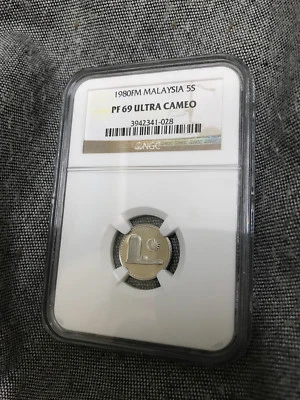 1980FM MALAYSIA 5S
PF 69 ULTRA CAMEO
3942341-028
NGC